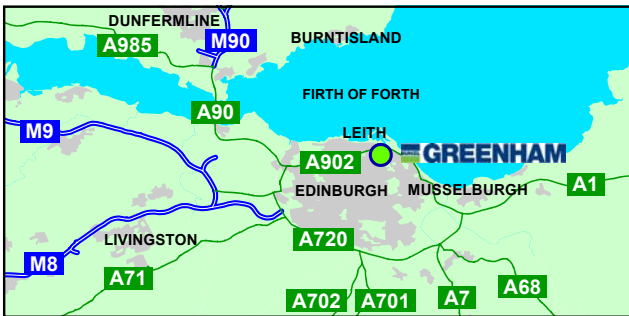 DUNFERMLINE
A985
M90
BURNTISLAND
FIRTH OF FORTH
A90
M9
LEITH
A902
GREENHAM
EDINBURGH
MUSSELBURGH
A1
LIVINGSTON
A720
M8
A71
A702
A701
A7
A68